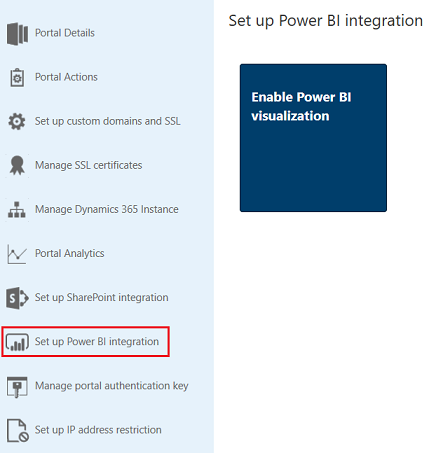 Portal Details
Portal Actions
Set up custom domains and SSL
Manage SSL certificates
Manage Dynamics 365 Instance
Portal Analytics
Set up SharePoint integration
Set up Power BI integration
Manage portal authentication key
Set up IP address restriction
Set up Power BI integration
Enable Power BI
visualization